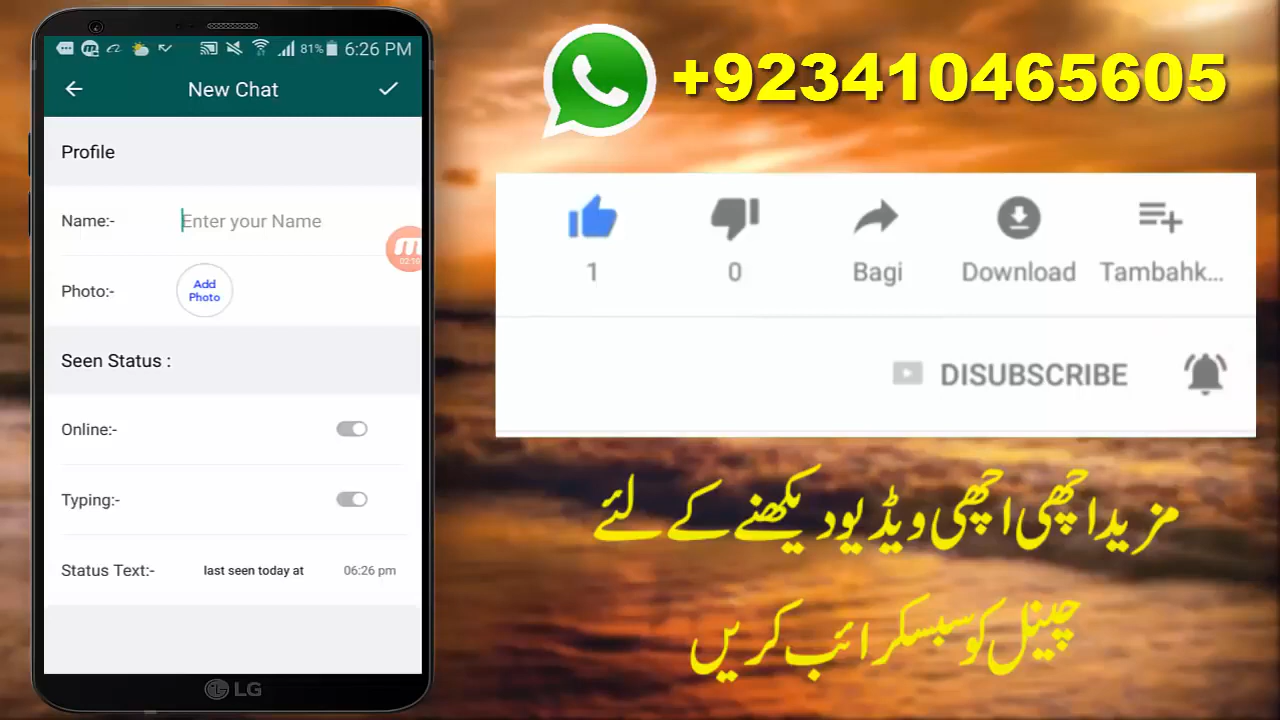 81% 6:26 PM
New Chat
Profile
Name:- Enter your Name
02:10
Photo:- Add Photo
Seen Status :
Online:-
Typing:-
Status Text:- last seen today at 06:26 pm
LG
+923410465605
1 0 Bagi Download Tambahk...
DISUBSCRIBE
مزید اچھی اچھی ویڈیو دیکھنے کے لئے
چینل کو سبسکرائب کریں